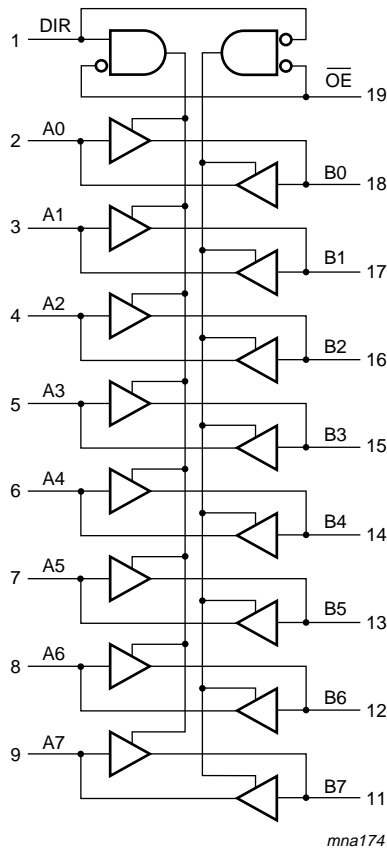 1 DIR
O̅E̅ 19
2 A0
B0 18
3 A1
B1 17
4 A2
B2 16
5 A3
B3 15
6 A4
B4 14
7 A5
B5 13
8 A6
B6 12
9 A7
B7 11
mna174